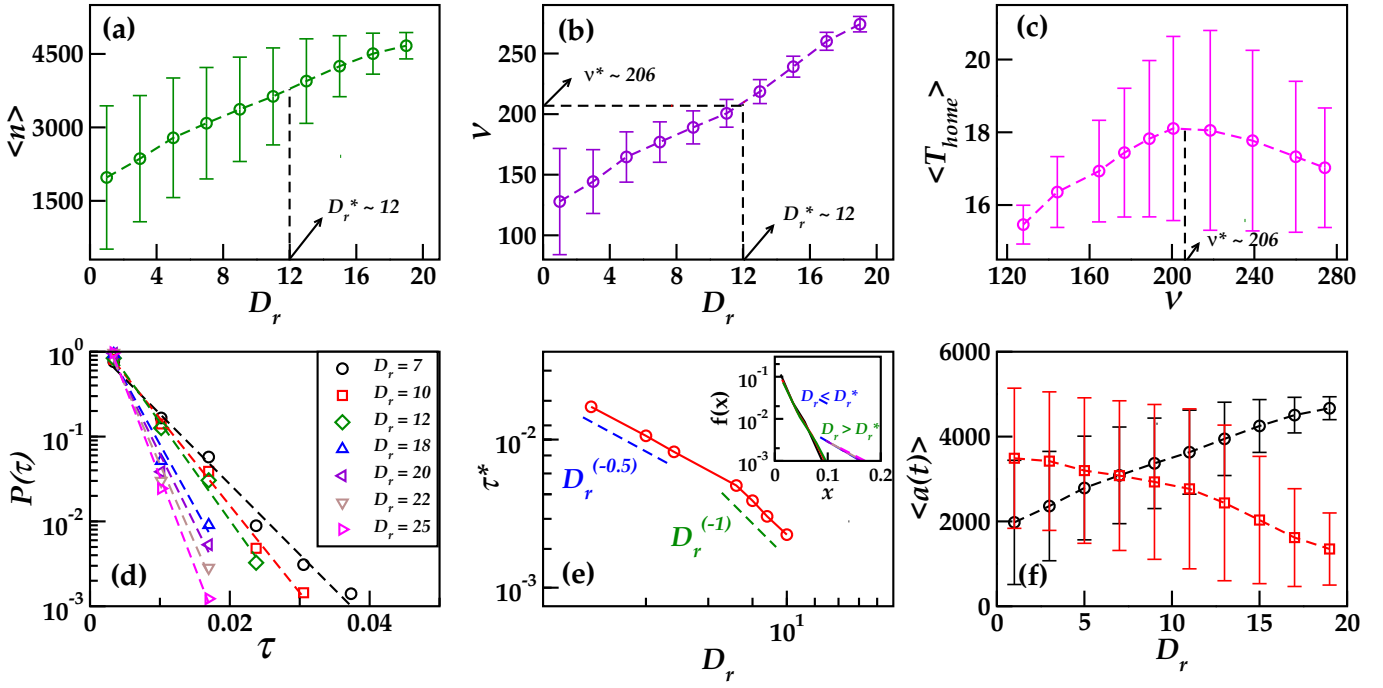 (a)
<n>
4500
3000
1500
0 4 8 12 16 20
D_r
D_r^* ~ 12
(b)
ν
250
200
150
100
0 4 8 12 16 20
D_r
ν* ~ 206
D_r^* ~ 12
(c)
<T_home>
20
18
16
120 160 200 240 280
ν
ν* ~ 206
(d)
P(τ)
10^0
10^-1
10^-2
10^-3
0 0.02 0.04
τ
D_r = 7
D_r = 10
D_r = 12
D_r = 18
D_r = 20
D_r = 22
D_r = 25
(e)
τ*
10^-2
10^-3
10^1
D_r
D_r^(-0.5)
D_r^(-1)
f(x)
10^-1
10^-2
10^-3
0 0.1 0.2
x
D_r ⩽ D_r^*
D_r > D_r^*
(f)
<a(t)>
6000
4000
2000
0
0 5 10 15 20
D_r